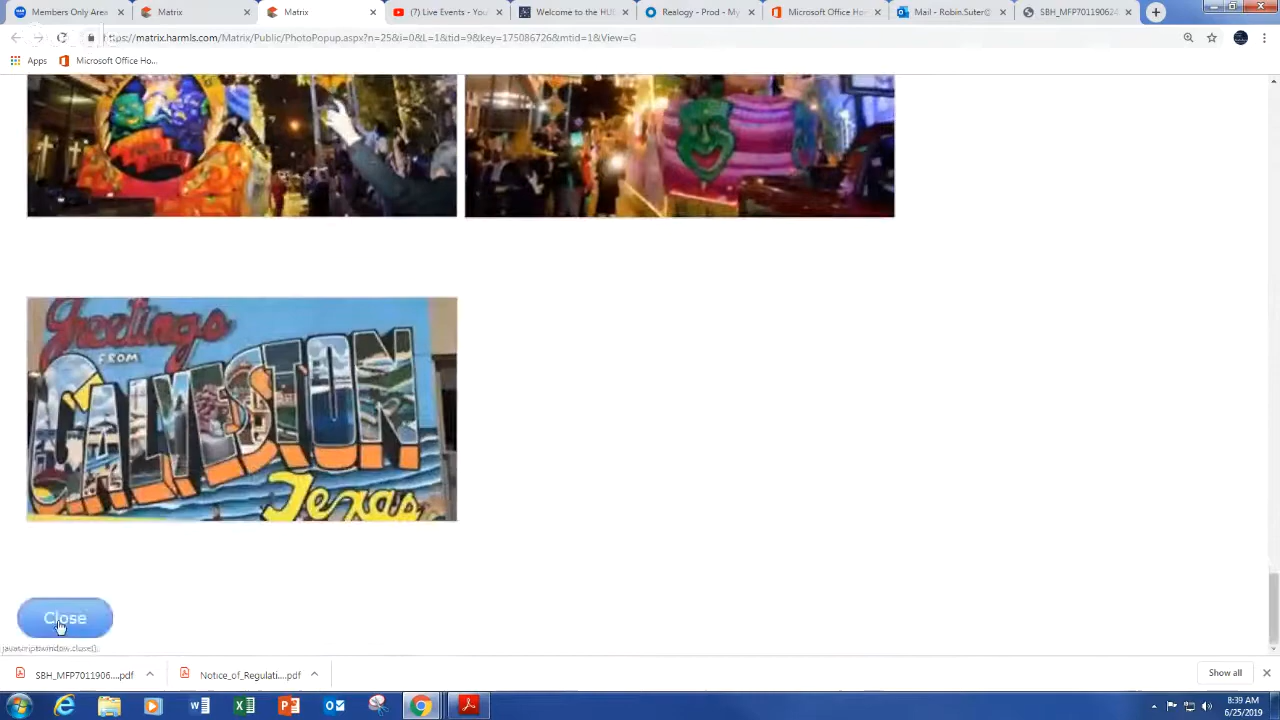 Members Only Area
Matrix
Matrix
(7) Live Events - You
Welcome to the HUB
Realogy - Prod: My
Microsoft Office Ho
Mail - Robin.Suter@
SBH_MFP7011906240
ttps://matrix.harmls.com/Matrix/Public/PhotoPopup.aspx?n=25&i=0&L=1&tid=9&key=175086726&mtid=1&View=G
Apps
Microsoft Office Ho...
Greetings
FROM
GALVESTON
Texas
Close
javascript:window.close();
SBH_MFP7011906....pdf
Notice_of_Regulati....pdf
Show all
8:39 AM
6/25/2019